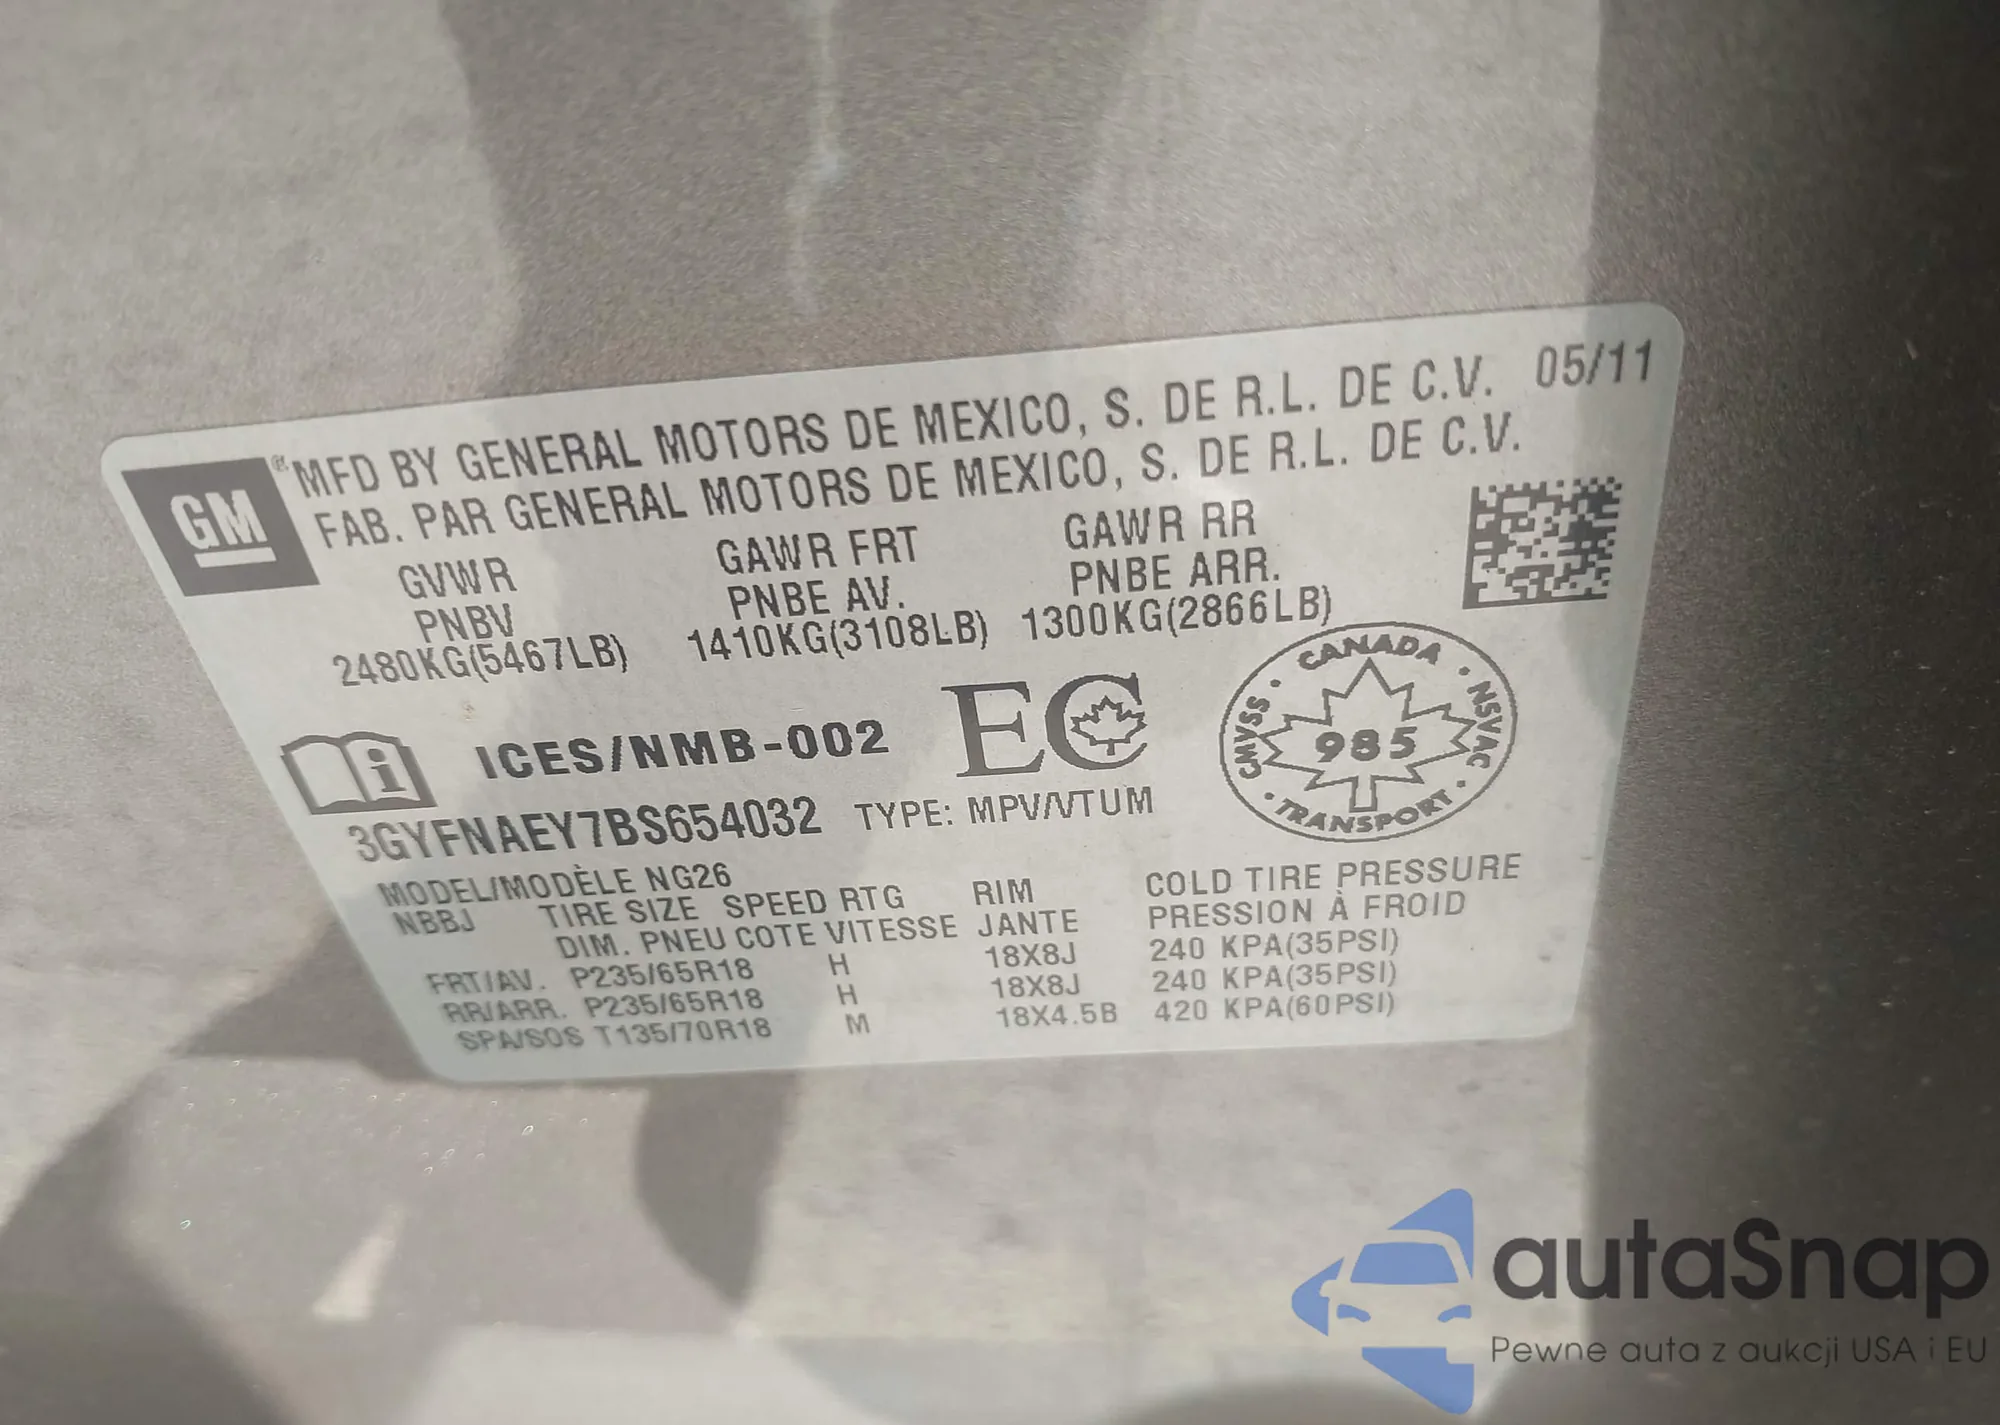 GM
® MFD BY GENERAL MOTORS DE MEXICO, S. DE R.L. DE C.V. 05/11
FAB. PAR GENERAL MOTORS DE MEXICO, S. DE R.L. DE C.V.
GVWR GAWR FRT GAWR RR
PNBV PNBE AV. PNBE ARR.
2480KG(5467LB) 1410KG(3108LB) 1300KG(2866LB)
i ICES/NMB-002 EC
CANADA · NSVAC · TRANSPORT · CMVSS ·
985
3GYFNAEY7BS654032 TYPE: MPV/VTUM
MODEL/MODÈLE NG26
NBBJ TIRE SIZE SPEED RTG RIM COLD TIRE PRESSURE
DIM. PNEU COTE VITESSE JANTE PRESSION À FROID
FRT/AV. P235/65R18 H 18X8J 240 KPA(35PSI)
RR/ARR. P235/65R18 H 18X8J 240 KPA(35PSI)
SPA/SOS T135/70R18 M 18X4.5B 420 KPA(60PSI)
autaSnap
Pewne auta z aukcji USA i EU